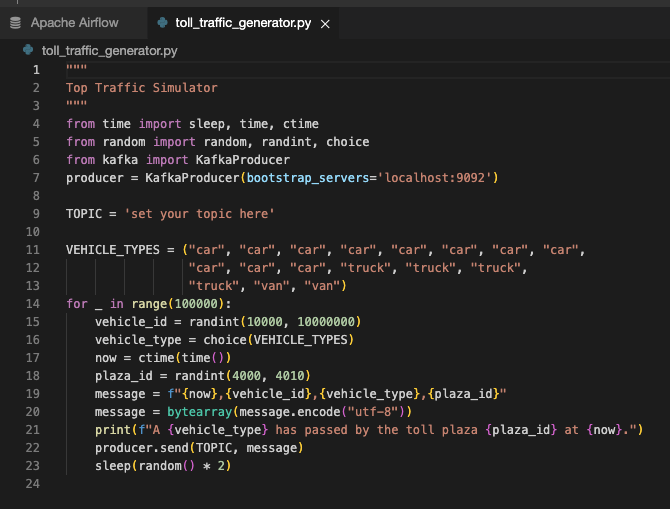 Apache Airflow toll_traffic_generator.py ×
toll_traffic_generator.py
1 """
2 Top Traffic Simulator
3 """
4 from time import sleep, time, ctime
5 from random import random, randint, choice
6 from kafka import KafkaProducer
7 producer = KafkaProducer(bootstrap_servers='localhost:9092')
8
9 TOPIC = 'set your topic here'
10
11 VEHICLE_TYPES = ("car", "car", "car", "car", "car", "car", "car", "car",
12                  "car", "car", "car", "truck", "truck", "truck",
13                  "truck", "van", "van")
14 for _ in range(100000):
15     vehicle_id = randint(10000, 10000000)
16     vehicle_type = choice(VEHICLE_TYPES)
17     now = ctime(time())
18     plaza_id = randint(4000, 4010)
19     message = f"{now},{vehicle_id},{vehicle_type},{plaza_id}"
20     message = bytearray(message.encode("utf-8"))
21     print(f"A {vehicle_type} has passed by the toll plaza {plaza_id} at {now}.")
22     producer.send(TOPIC, message)
23     sleep(random() * 2)
24